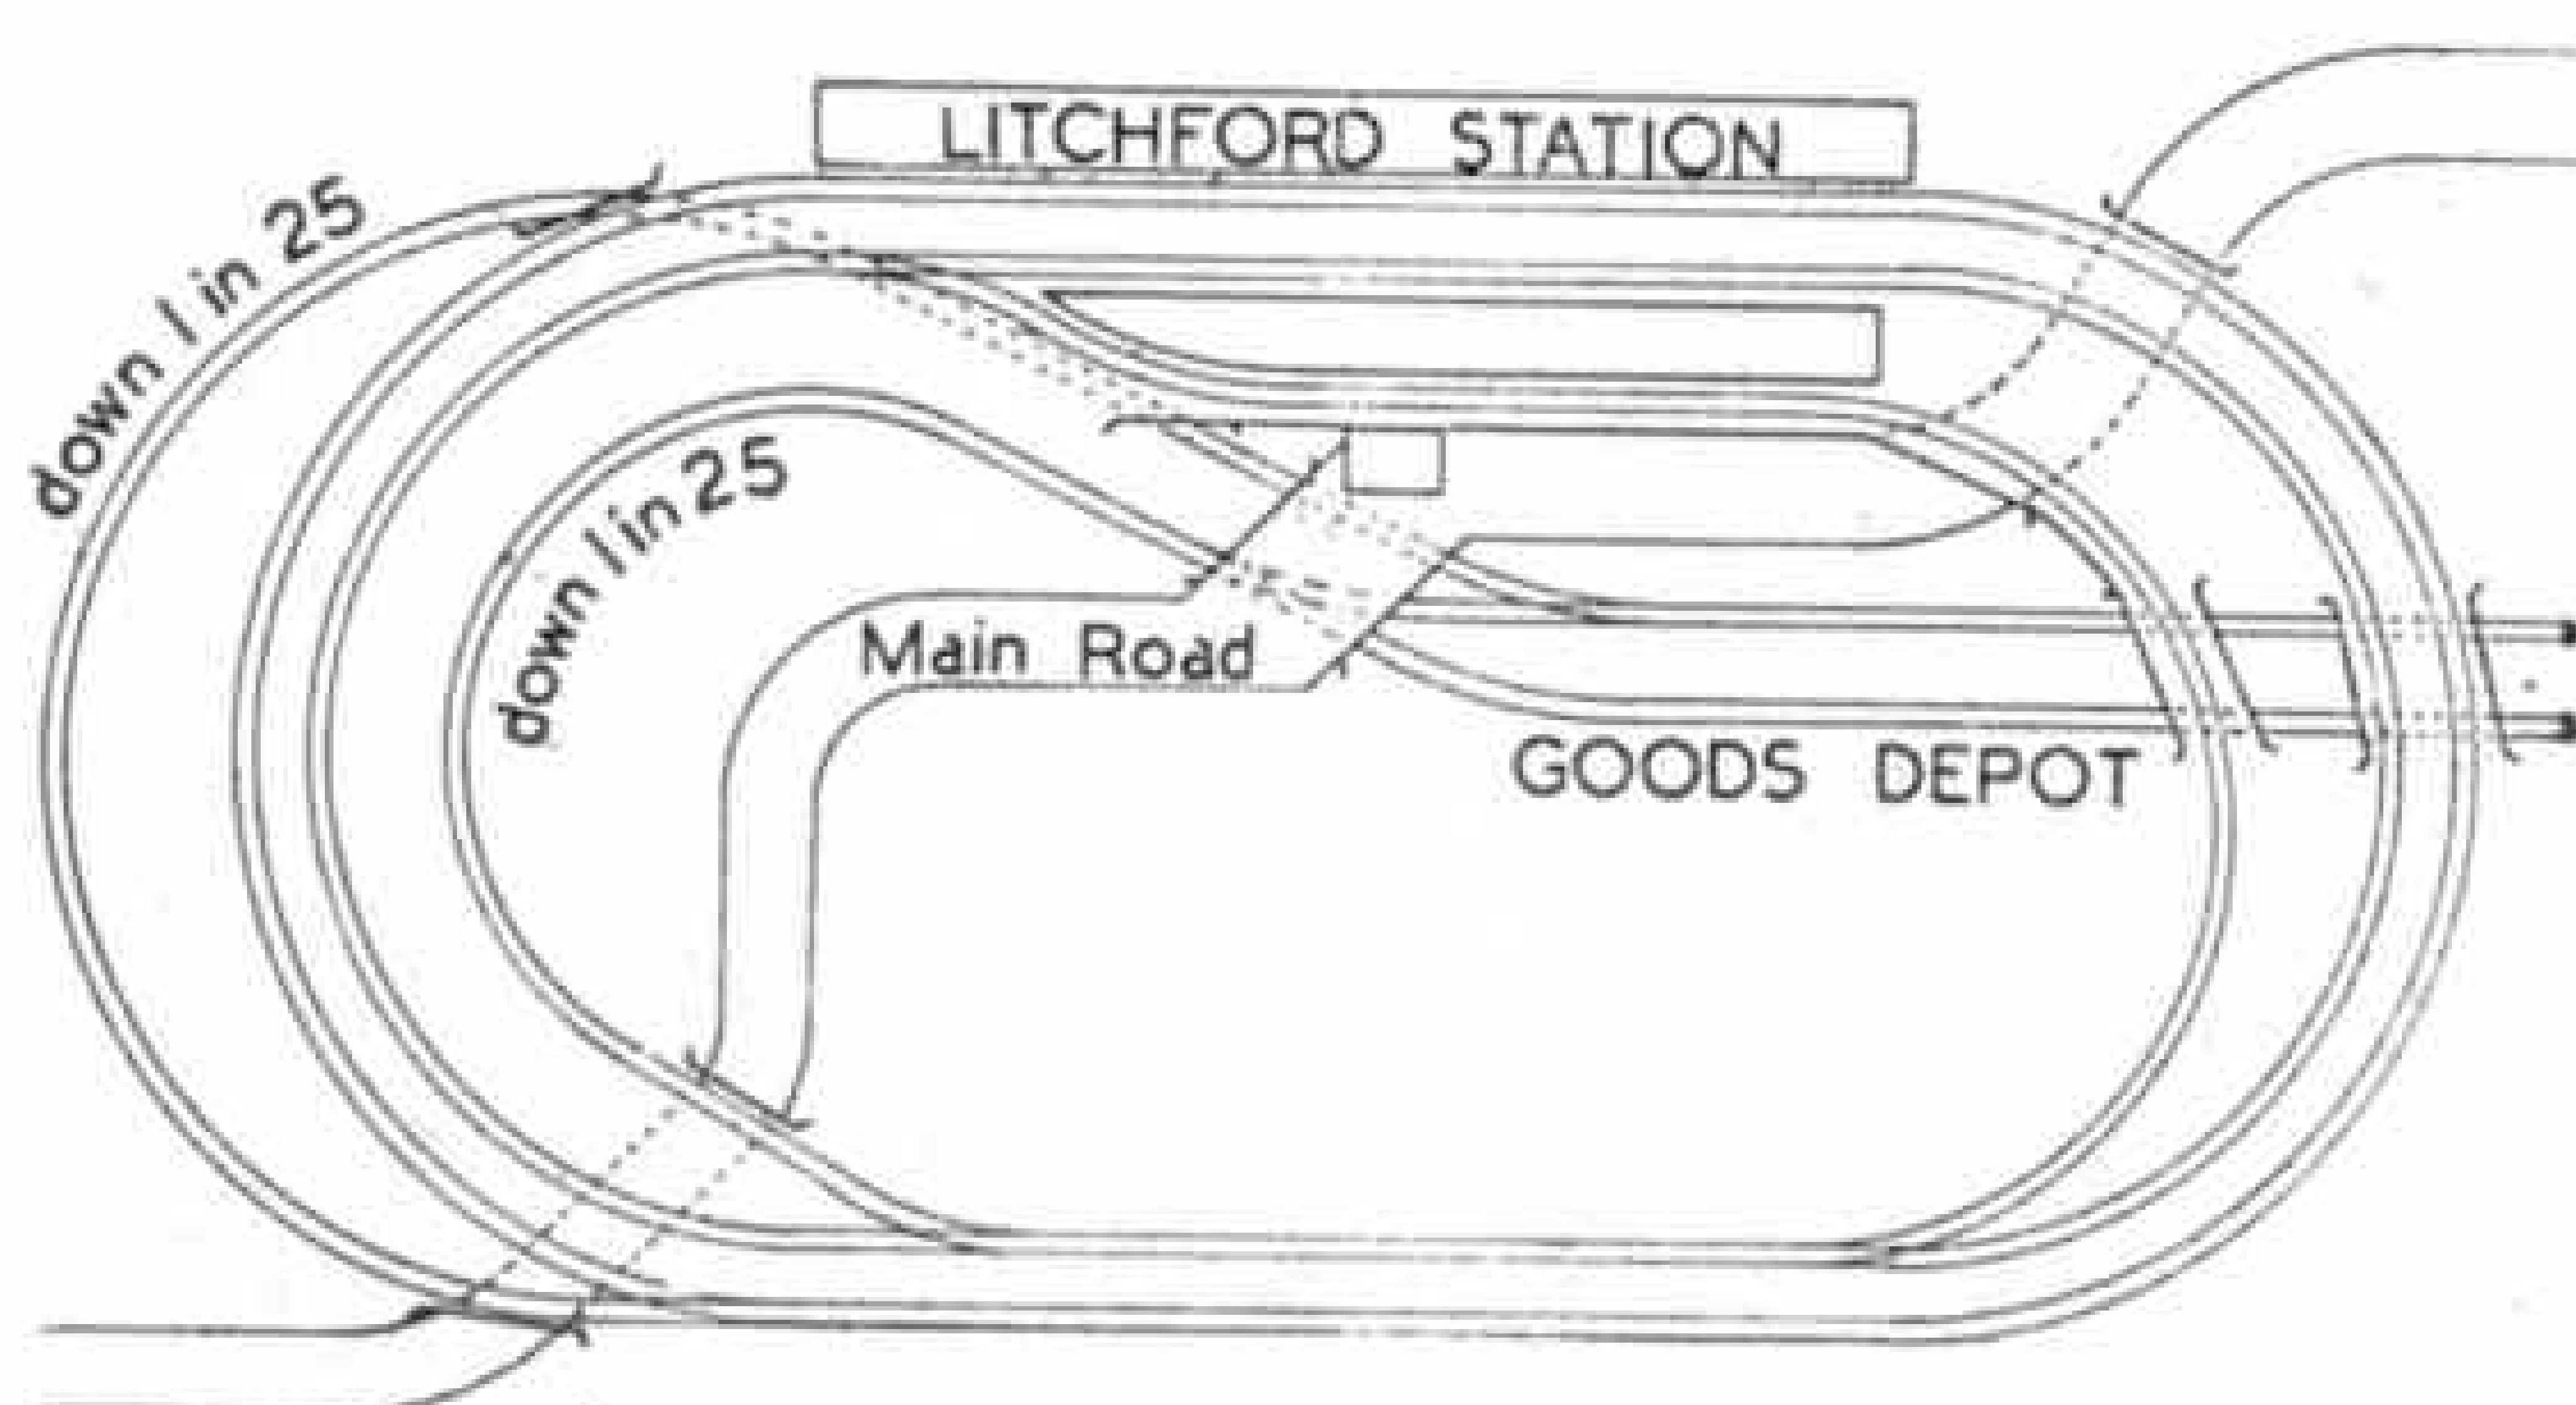 LITCHFORD STATION
down 1 in 25
down 1 in 25
Main Road
GOODS DEPOT